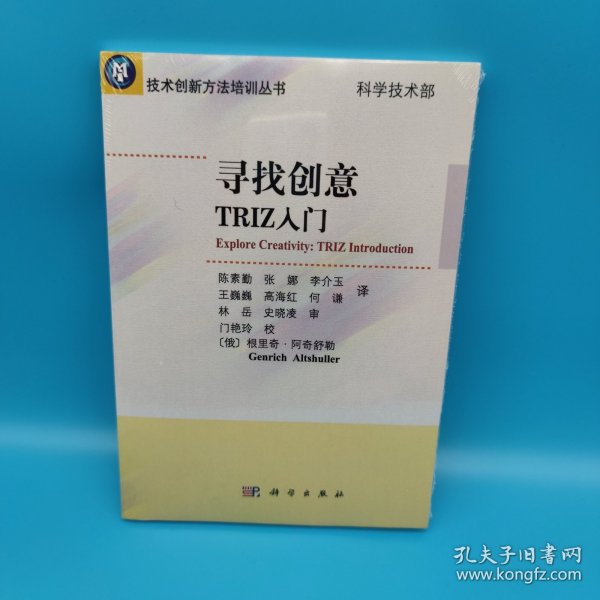 技术创新方法培训丛书 科学技术部
寻找创意
TRIZ入门
Explore Creativity: TRIZ Introduction
陈素勤 张 娜 李介玉
王巍巍 高海红 何 谦 译
林 岳 史晓凌 审
门艳玲 校
〔俄〕根里奇·阿奇舒勒
Genrich Altshuller
科学出版社
孔夫子旧书网
www.kongfz.com